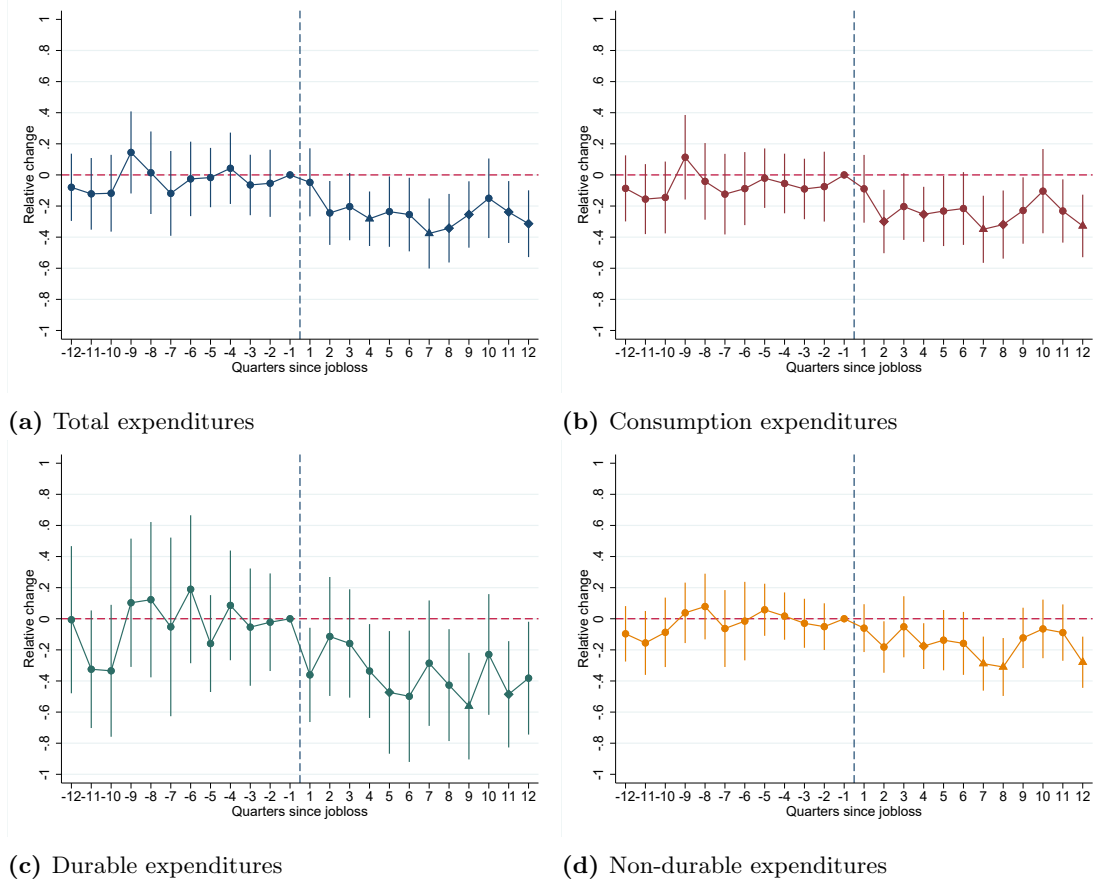 1
.8
.6
.4
.2
0
-.2
-.4
-.6
-.8
-1
Relative change
-12 -11 -10 -9 -8 -7 -6 -5 -4 -3 -2 -1 1 2 3 4 5 6 7 8 9 10 11 12
Quarters since jobloss
(a) Total expenditures
1
.8
.6
.4
.2
0
-.2
-.4
-.6
-.8
-1
Relative change
-12 -11 -10 -9 -8 -7 -6 -5 -4 -3 -2 -1 1 2 3 4 5 6 7 8 9 10 11 12
Quarters since jobloss
(b) Consumption expenditures
1
.8
.6
.4
.2
0
-.2
-.4
-.6
-.8
-1
Relative change
-12 -11 -10 -9 -8 -7 -6 -5 -4 -3 -2 -1 1 2 3 4 5 6 7 8 9 10 11 12
Quarters since jobloss
(c) Durable expenditures
1
.8
.6
.4
.2
0
-.2
-.4
-.6
-.8
-1
Relative change
-12 -11 -10 -9 -8 -7 -6 -5 -4 -3 -2 -1 1 2 3 4 5 6 7 8 9 10 11 12
Quarters since jobloss
(d) Non-durable expenditures